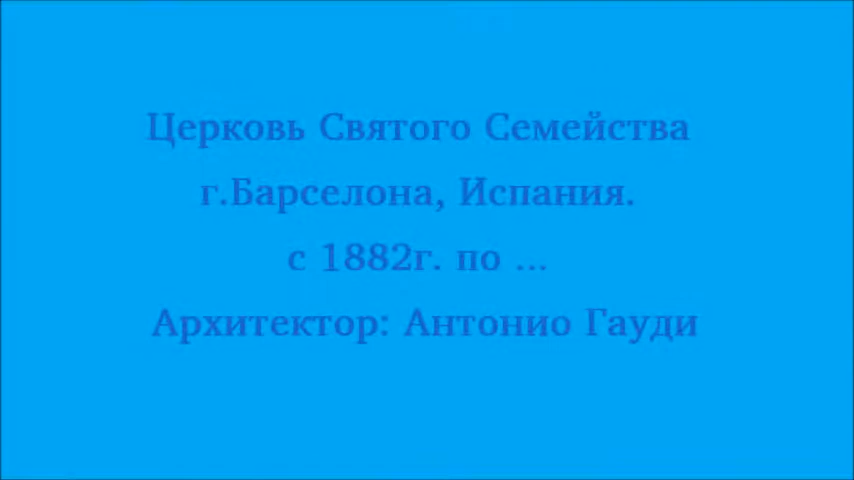 Церковь Святого Семейства
г.Барселона, Испания.
с 1882г. по ...
Архитектор: Антонио Гауди